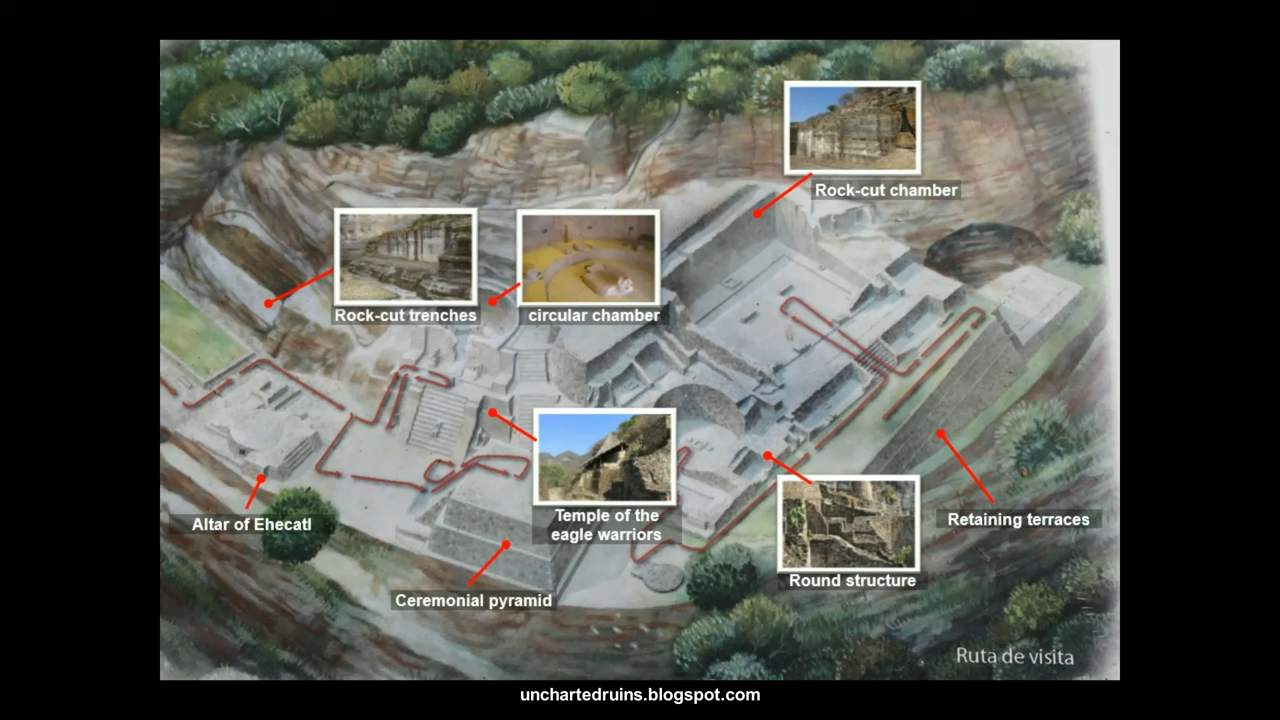 Rock-cut chamber
Rock-cut trenches
circular chamber
Temple of the
eagle warriors
Altar of Ehecatl
Retaining terraces
Round structure
Ceremonial pyramid
Ruta de visita
unchartedruins.blogspot.com